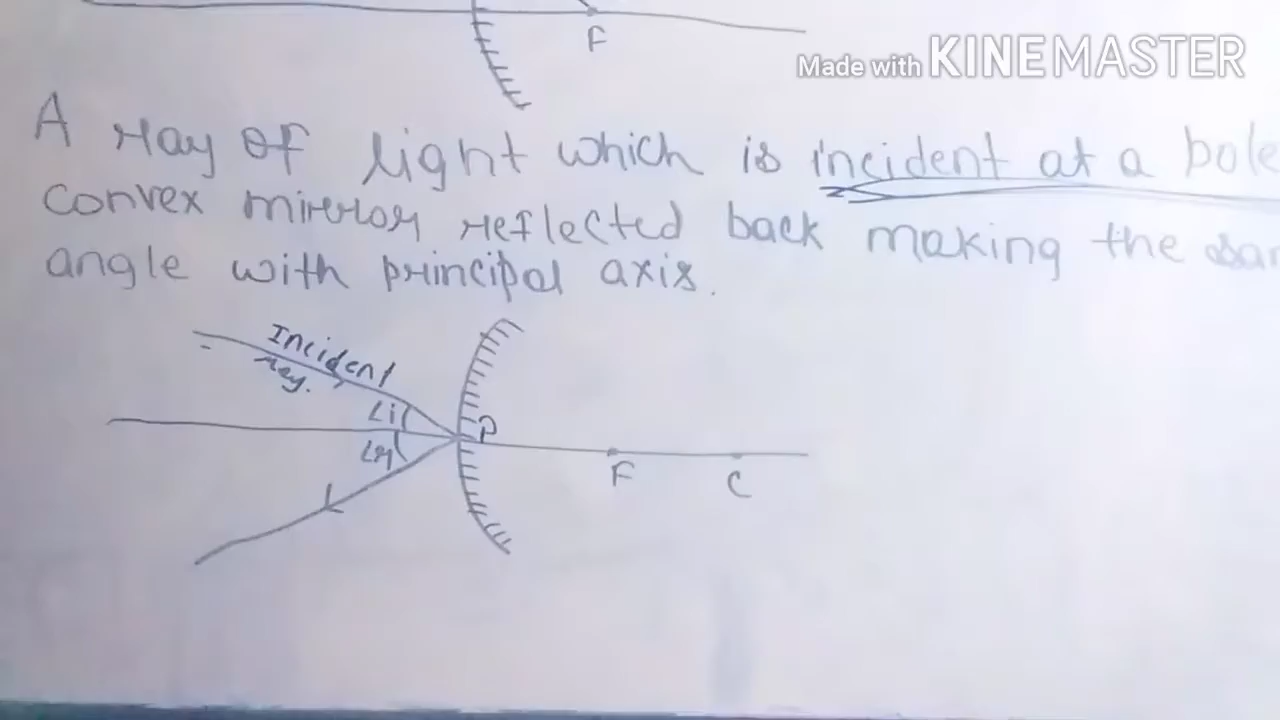 F
Made with KINEMASTER
A ray of light which is incident at a pole
convex mirror reflected back making the sam
angle with principal axis.
Incident
ray.
∠i
P
∠r
F
C